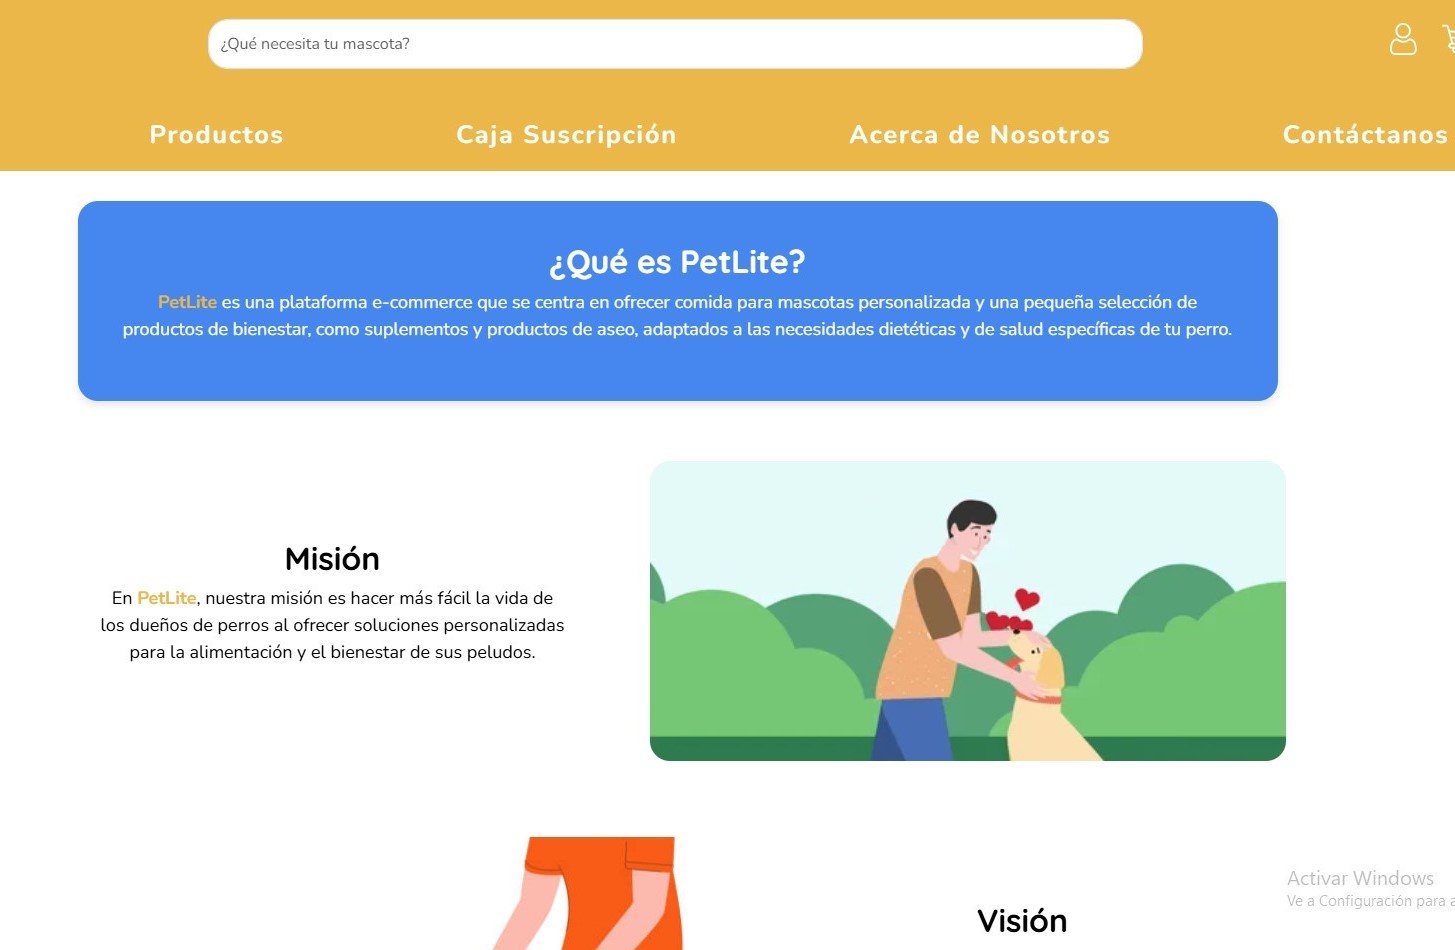 ¿Qué necesita tu mascota?
Productos
Caja Suscripción
Acerca de Nosotros
Contáctanos
¿Qué es PetLite?
PetLite es una plataforma e-commerce que se centra en ofrecer comida para mascotas personalizada y una pequeña selección de
productos de bienestar, como suplementos y productos de aseo, adaptados a las necesidades dietéticas y de salud específicas de tu perro.
Misión
En PetLite, nuestra misión es hacer más fácil la vida de
los dueños de perros al ofrecer soluciones personalizadas
para la alimentación y el bienestar de sus peludos.
Visión
Activar Windows
Ve a Configuración para